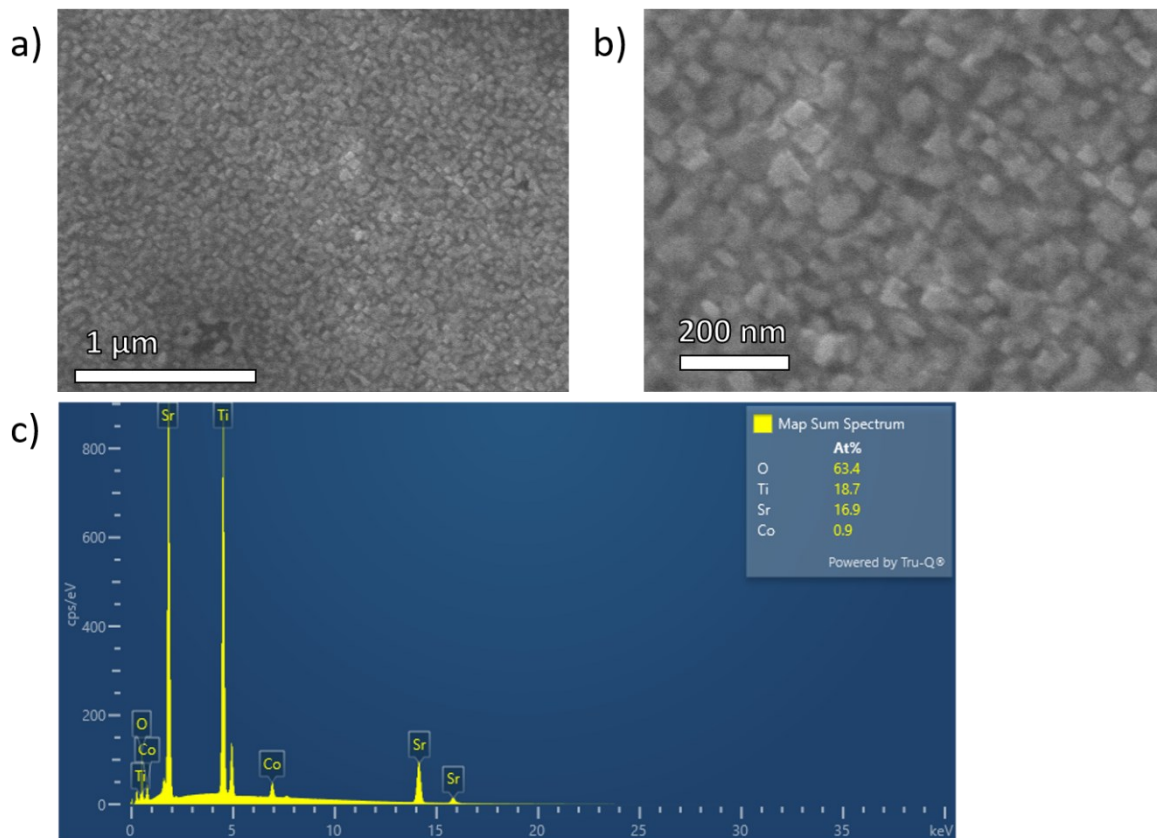 a)
1 μm
b)
200 nm
c)
cps/eV
800
600
400
200
0
Sr
Ti
O
Co
Ti
Co
Sr
Sr
0 5 10 15 20 25 30 35 keV
Map Sum Spectrum
At%
O 63.4
Ti 18.7
Sr 16.9
Co 0.9
Powered by Tru-Q®